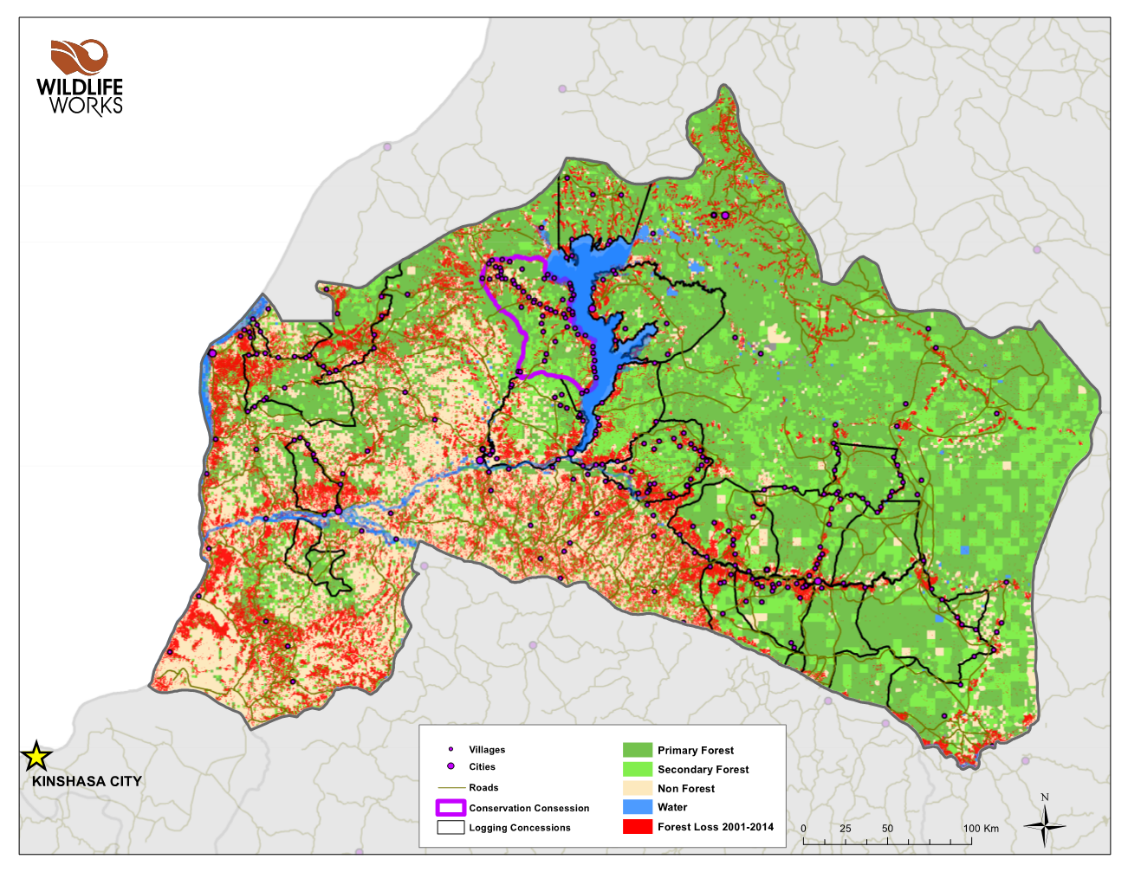 WILDLIFE
WORKS
KINSHASA CITY
Villages
Cities
Roads
Conservation Consession
Logging Concessions
Primary Forest
Secondary Forest
Non Forest
Water
Forest Loss 2001-2014
N
0 25 50 100 Km